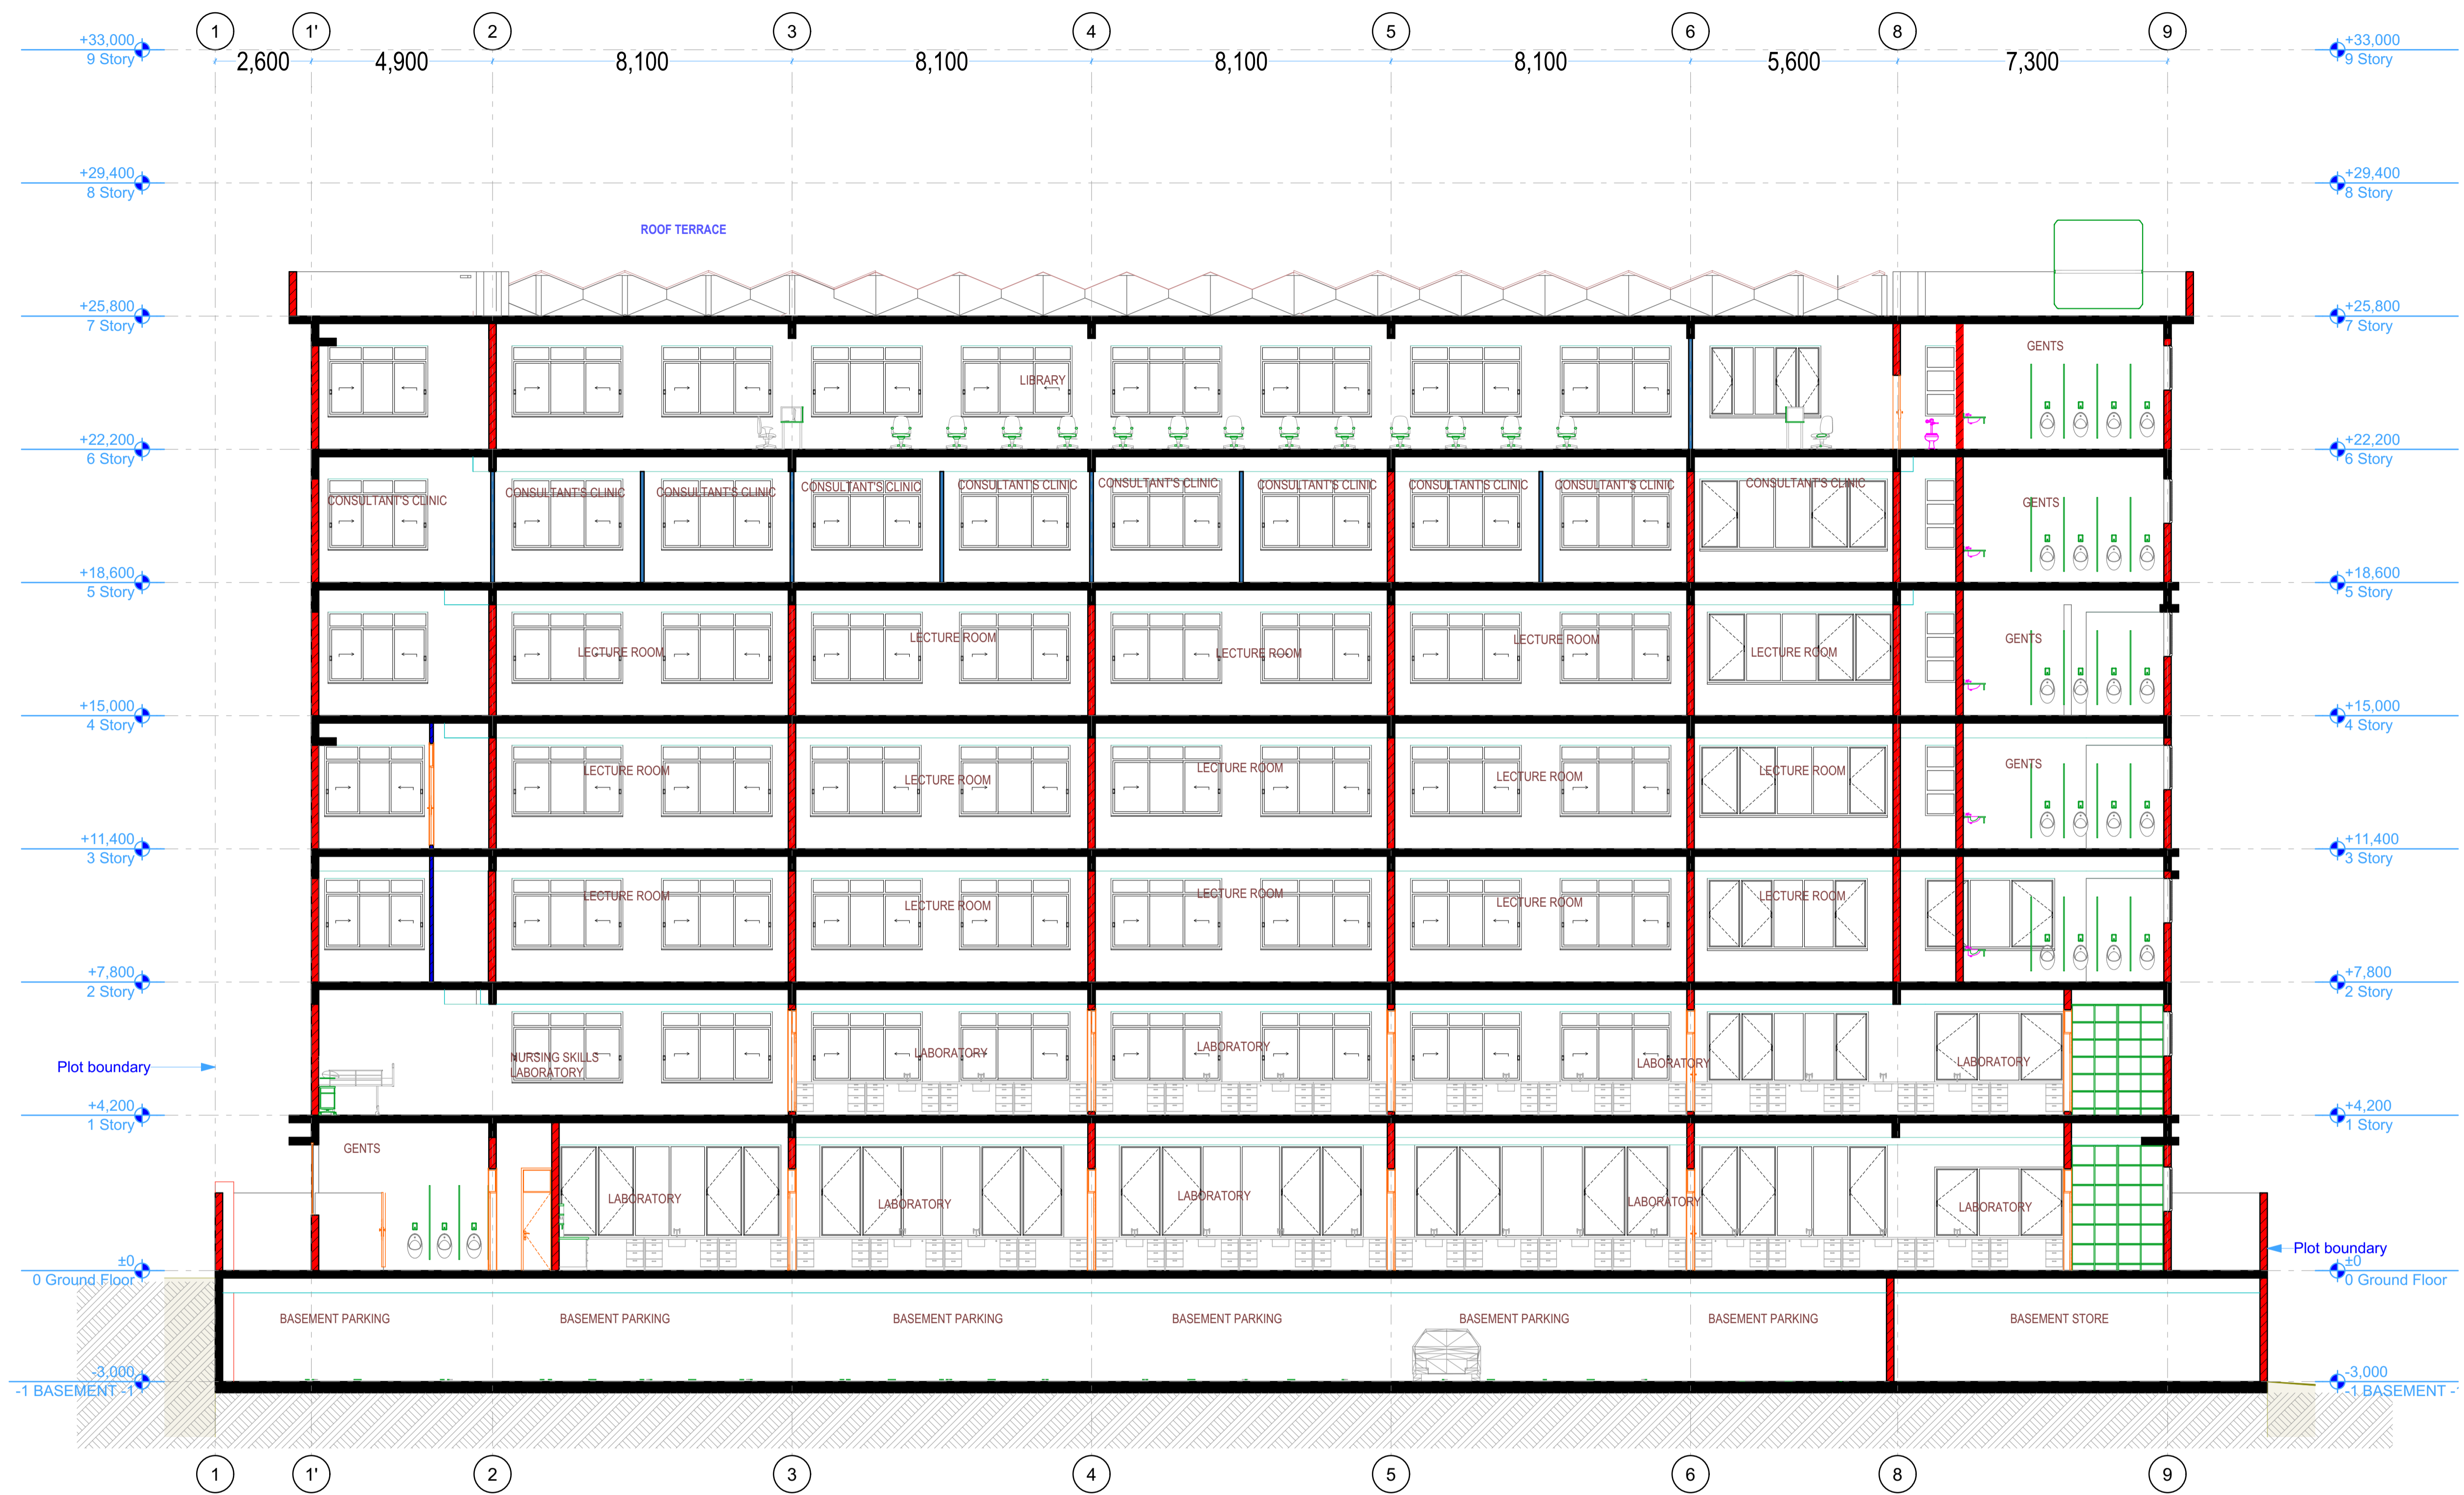 1 1' 2 3 4 5 6 8 9
+33,000 +33,000
9 Story 2,600 4,900 8,100 8,100 8,100 8,100 5,600 7,300 9 Story
+29,400 +29,400
8 Story 8 Story
ROOF TERRACE
+25,800 +25,800
7 Story 7 Story
GENTS
LIBRARY
+22,200 +22,200
6 Story 6 Story
CONSULTANT'S CLINIC CONSULTANT'S CLINIC CONSULTANT'S CLINIC CONSULTANT'S CLINIC CONSULTANT'S CLINIC CONSULTANT'S CLINIC CONSULTANT'S CLINIC CONSULTANT'S CLINIC CONSULTANT'S CLINIC CONSULTANT'S CLINIC GENTS
+18,600 +18,600
5 Story 5 Story
LECTURE ROOM LECTURE ROOM LECTURE ROOM LECTURE ROOM LECTURE ROOM GENTS
+15,000 +15,000
4 Story 4 Story
LECTURE ROOM LECTURE ROOM LECTURE ROOM LECTURE ROOM LECTURE ROOM GENTS
+11,400 +11,400
3 Story 3 Story
LECTURE ROOM LECTURE ROOM LECTURE ROOM LECTURE ROOM LECTURE ROOM
+7,800 +7,800
2 Story 2 Story
NURSING SKILLS LABORATORY LABORATORY LABORATORY LABORATORY
LABORATORY
Plot boundary
+4,200 +4,200
1 Story 1 Story
GENTS
LABORATORY LABORATORY LABORATORY LABORATORY LABORATORY
Plot boundary
±0 ±0
0 Ground Floor 0 Ground Floor
BASEMENT PARKING BASEMENT PARKING BASEMENT PARKING BASEMENT PARKING BASEMENT PARKING BASEMENT PARKING BASEMENT STORE
-3,000 -3,000
-1 BASEMENT -1 -1 BASEMENT -
1 1' 2 3 4 5 6 8 9